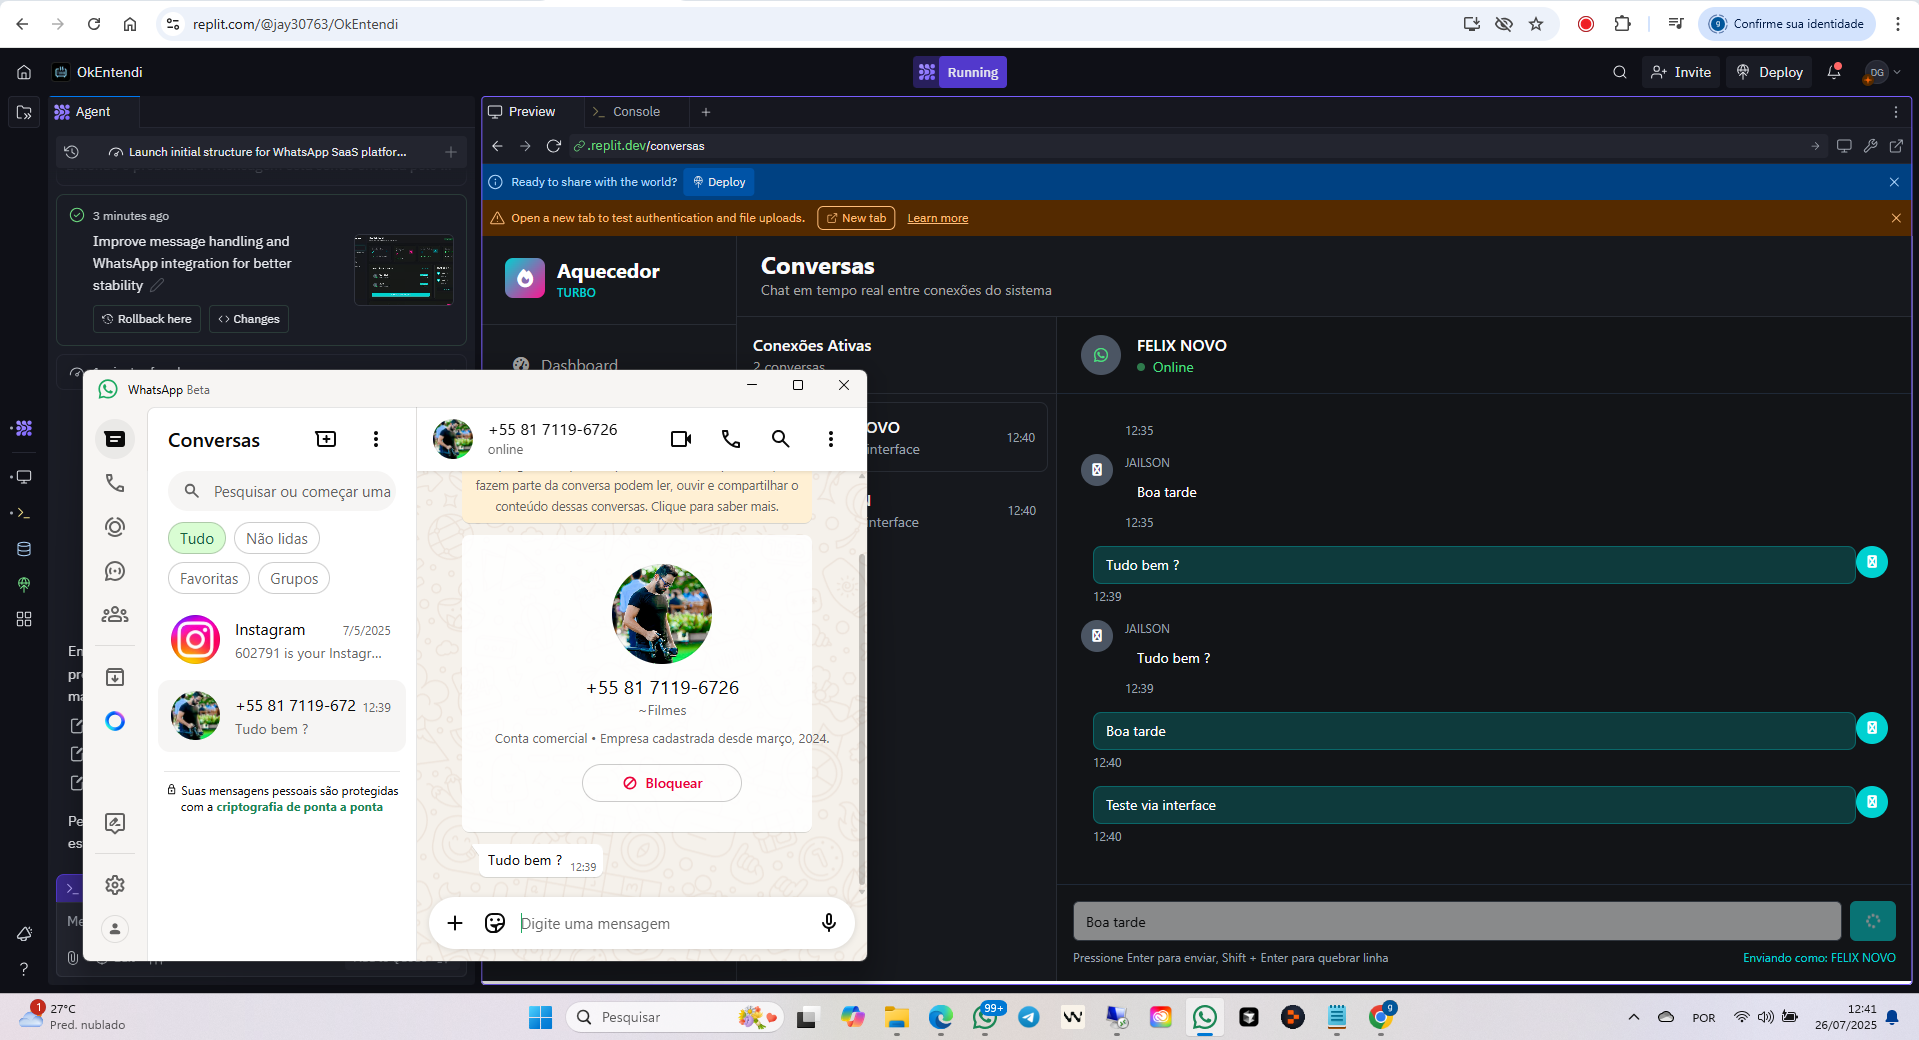 replit.com/@jay30763/OkEntendi
Confirme sua identidade
OkEntendi
Running
Invite
Deploy
DG
Agent
Launch initial structure for WhatsApp SaaS platfor...
3 minutes ago
Improve message handling and
WhatsApp integration for better
stability
Rollback here
Changes
Preview
Console
.replit.dev/conversas
Ready to share with the world?
Deploy
Open a new tab to test authentication and file uploads.
New tab
Learn more
Aquecedor
TURBO
Dashboard
Conversas
Chat em tempo real entre conexões do sistema
Conexões Ativas
2 conversas
OVO
12:40
interface
12:40
interface
FELIX NOVO
Online
12:35
JAILSON
Boa tarde
12:35
Tudo bem ?
12:39
JAILSON
Tudo bem ?
12:39
Boa tarde
12:40
Teste via interface
12:40
Boa tarde
Pressione Enter para enviar, Shift + Enter para quebrar linha
Enviando como: FELIX NOVO
WhatsApp Beta
Conversas
Pesquisar ou começar uma
Tudo
Não lidas
Favoritas
Grupos
Instagram
7/5/2025
602791 is your Instagr...
+55 81 7119-672
12:39
Tudo bem ?
Suas mensagens pessoais são protegidas
com a criptografia de ponta a ponta
+55 81 7119-6726
online
fazem parte da conversa podem ler, ouvir e compartilhar o
conteúdo dessas conversas. Clique para saber mais.
+55 81 7119-6726
~Filmes
Conta comercial • Empresa cadastrada desde março, 2024.
Bloquear
Tudo bem ?
12:39
Digite uma mensagem
1
27°C
Pred. nublado
Pesquisar
99+
POR
12:41
26/07/2025